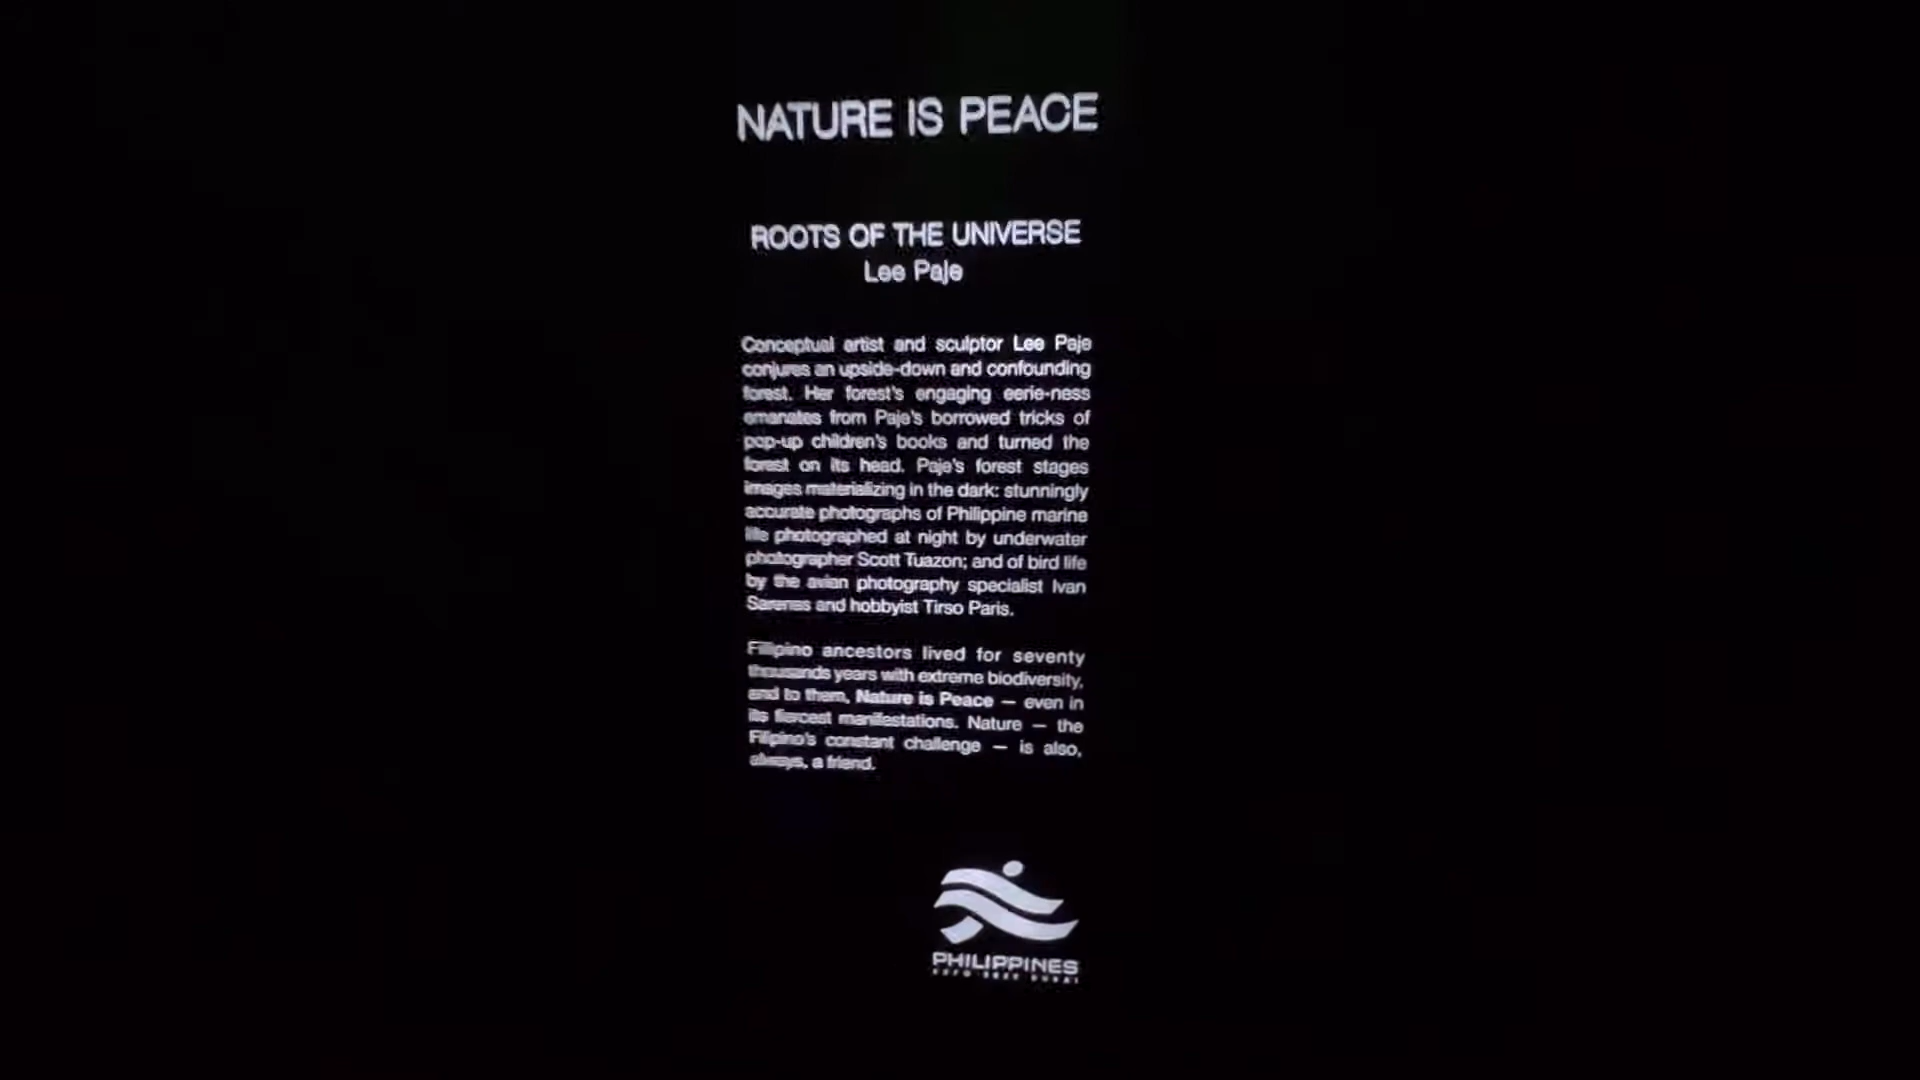 NATURE IS PEACE
ROOTS OF THE UNIVERSE
Lee Paje
Conceptual artist and sculptor Lee Paje
conjures an upside-down and confounding
forest. Her forest's engaging eerie-ness
emanates from Paje's borrowed tricks of
pop-up children's books and turned the
forest on its head. Paje's forest stages
images materializing in the dark: stunningly
accurate photographs of Philippine marine
life photographed at night by underwater
photographer Scott Tuazon; and of bird life
by the avian photography specialist Ivan
Sarenas and hobbyist Tirso Paris.
Filipino ancestors lived for seventy
thousands years with extreme biodiversity,
and to them, Nature is Peace — even in
its fiercest manifestations. Nature — the
Filipino's constant challenge — is also,
always, a friend.
PHILIPPINES
EXPO 2020 DUBAI